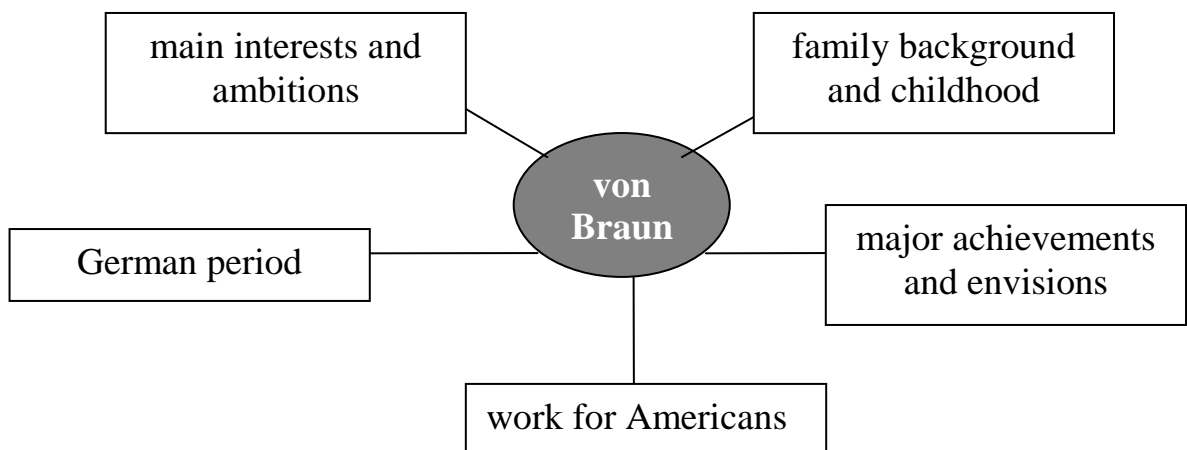 main interests and
ambitions
family background
and childhood
von
Braun
German period
major achievements
and envisions
work for Americans